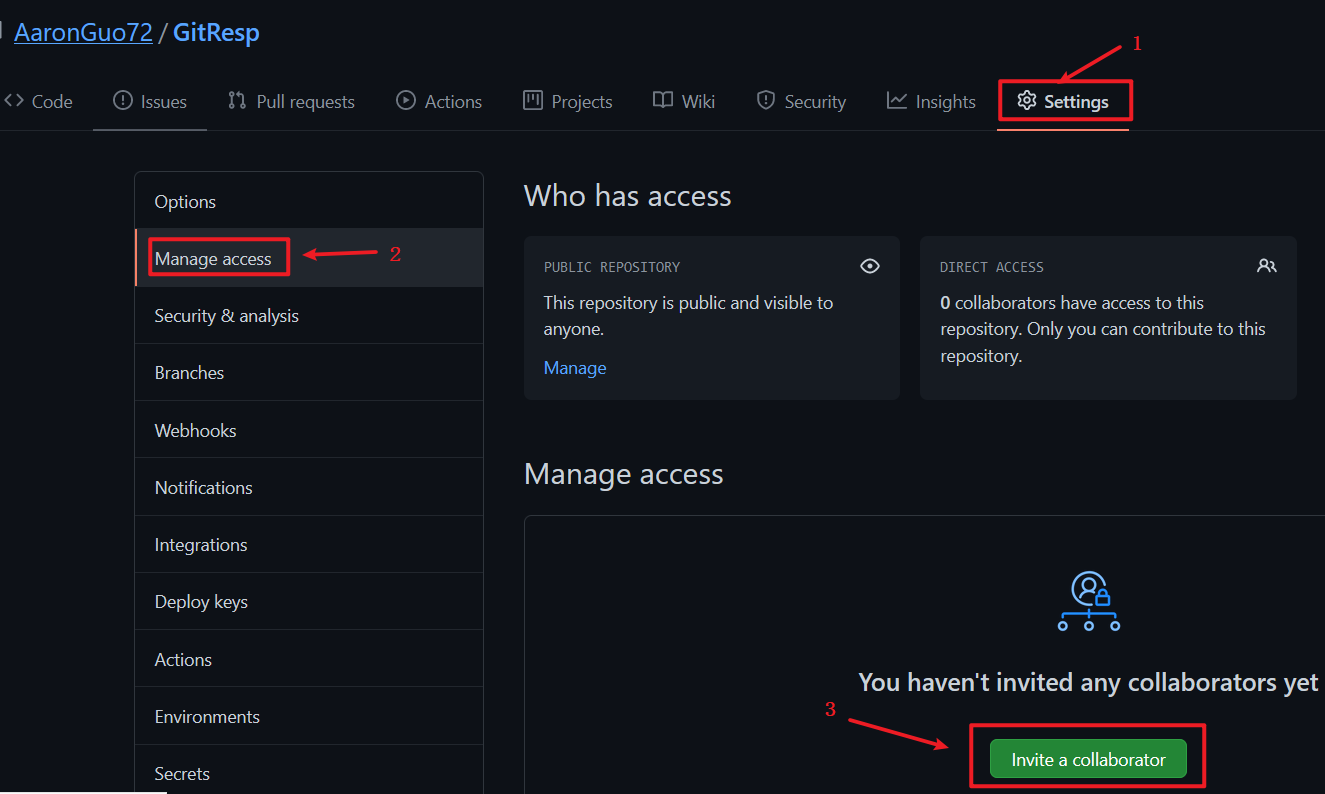 AaronGuo72 / GitResp
1
Code Issues Pull requests Actions Projects Wiki Security Insights Settings
Options
Manage access
2
Security & analysis
Branches
Webhooks
Notifications
Integrations
Deploy keys
Actions
Environments
Secrets
Who has access
PUBLIC REPOSITORY
This repository is public and visible to
anyone.
Manage
DIRECT ACCESS
0 collaborators have access to this
repository. Only you can contribute to this
repository.
Manage access
You haven't invited any collaborators yet
3
Invite a collaborator